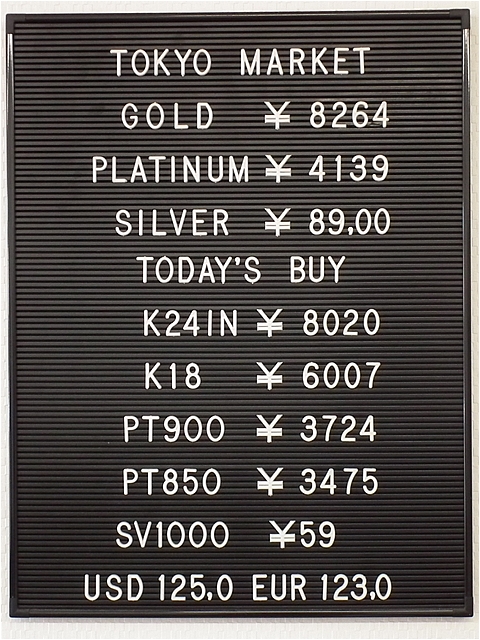 TOKYO MARKET
GOLD ¥ 8264
PLATINUM ¥ 4139
SILVER ¥ 89.00
TODAY'S BUY
K24IN ¥ 8020
K18 ¥ 6007
PT900 ¥ 3724
PT850 ¥ 3475
SV1000 ¥59
USD 125.0 EUR 123.0